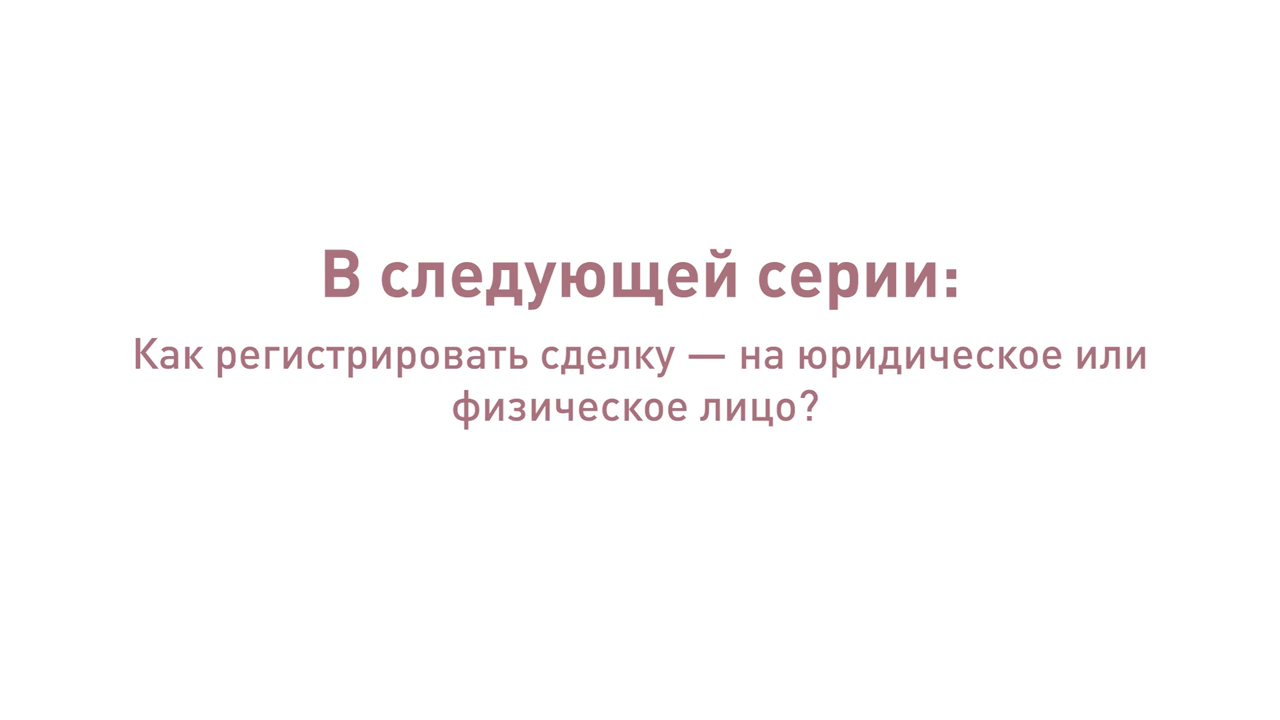 В следующей серии:
Как регистрировать сделку — на юридическое или
физическое лицо?